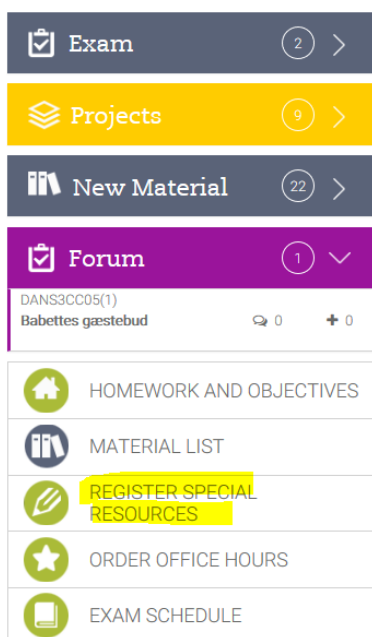 Exam 2
Projects 9
New Material 22
Forum 1
DANS3CC05(1)
Babettes gæstebud 0 0
HOMEWORK AND OBJECTIVES
MATERIAL LIST
REGISTER SPECIAL
RESOURCES
ORDER OFFICE HOURS
EXAM SCHEDULE